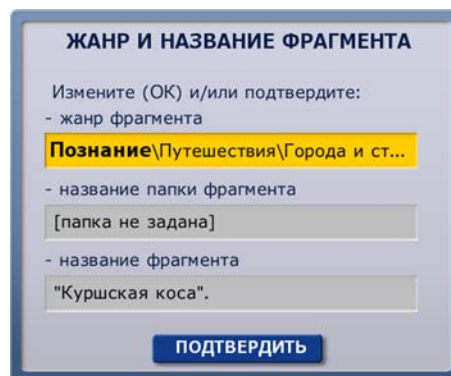 ЖАНР И НАЗВАНИЕ ФРАГМЕНТА
Измените (ОК) и/или подтвердите:
- жанр фрагмента
Познание\Путешествия\Города и ст...
- название папки фрагмента
[папка не задана]
- название фрагмента
"Куршская коса".
ПОДТВЕРДИТЬ